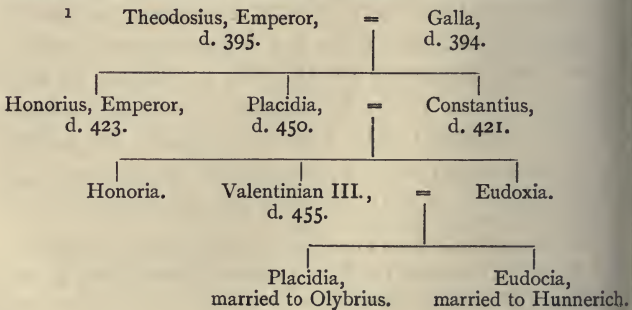 1 Theodosius, Emperor, = Galla,
d. 395. d. 394.
Honorius, Emperor, Placidia, = Constantius,
d. 423. d. 450. d. 421.
Honoria. Valentinian III., = Eudoxia.
d. 455.
Placidia, Eudocia,
married to Olybrius. married to Hunnerich.